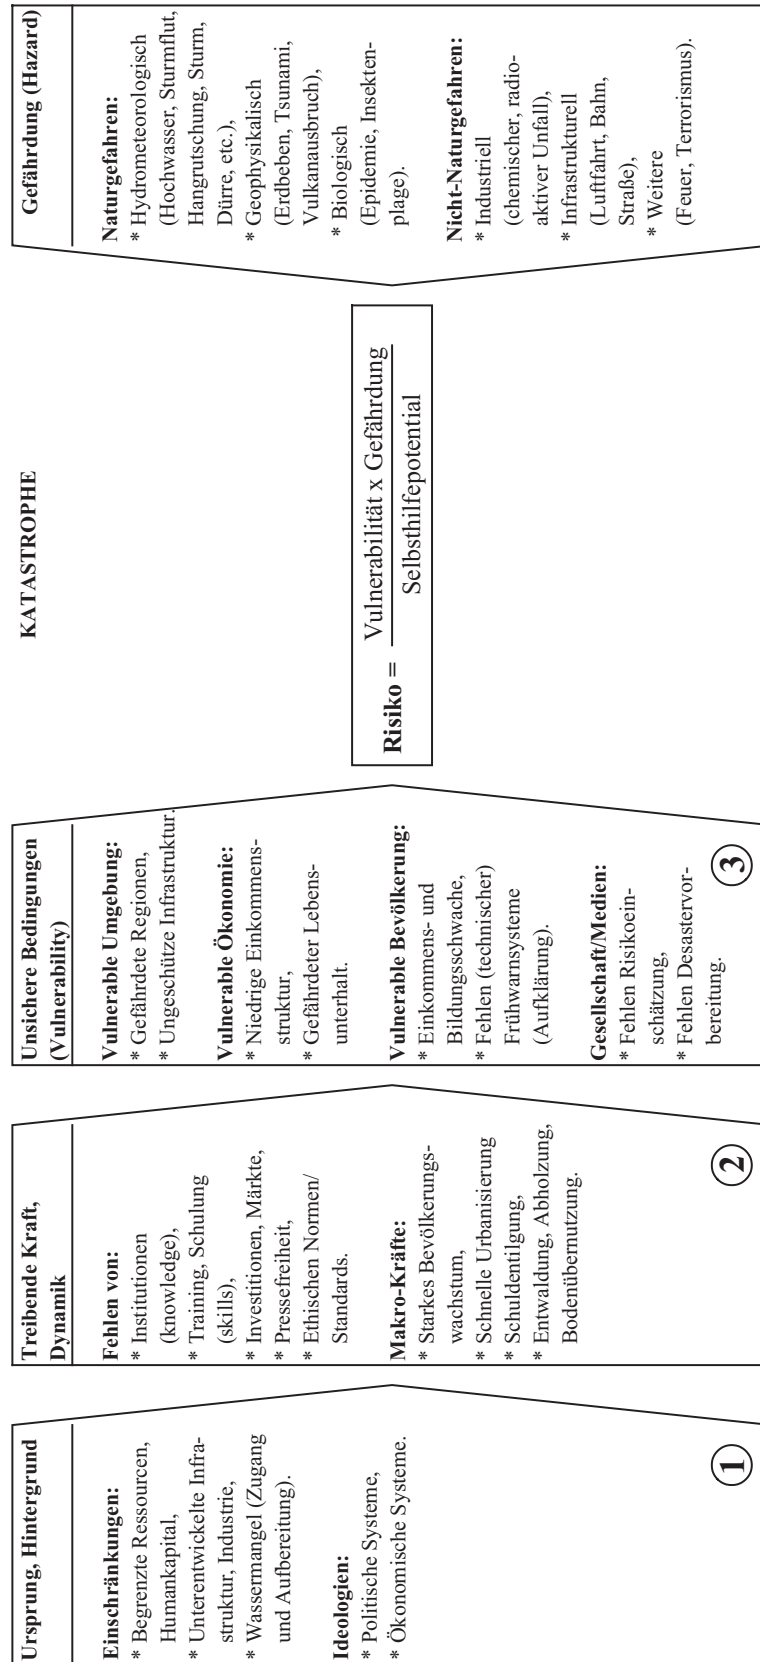 Ursprung, Hintergrund
Einschränkungen:
* Begrenzte Ressourcen,
Humankapital,
* Unterentwickelte Infra-
struktur, Industrie,
* Wassermangel (Zugang
und Aufbereitung).
Ideologien:
* Politische Systeme,
* Ökonomische Systeme.
1
Treibende Kraft,
Dynamik
Fehlen von:
* Institutionen
(knowledge),
* Training, Schulung
(skills),
* Investitionen, Märkte,
* Pressefreiheit,
* Ethischen Normen/
Standards.
Makro-Kräfte:
* Starkes Bevölkerungs-
wachstum,
* Schnelle Urbanisierung
* Schuldentilgung,
* Entwaldung, Abholzung,
Bodenübernutzung.
2
Unsichere Bedingungen
(Vulnerability)
Vulnerable Umgebung:
* Gefährdete Regionen,
* Ungeschütze Infrastruktur.
Vulnerable Ökonomie:
* Niedrige Einkommens-
struktur,
* Gefährdeter Lebens-
unterhalt.
Vulnerable Bevölkerung:
* Einkommens- und
Bildungsschwache,
* Fehlen (technischer)
Frühwarnsysteme
(Aufklärung).
Gesellschaft/Medien:
* Fehlen Risikoein-
schätzung,
* Fehlen Desastervor-
bereitung.
3
KATASTROPHE
Risiko = Vulnerabilität x Gefährdung
Selbsthilfepotential
Gefährdung (Hazard)
Naturgefahren:
* Hydrometeorologisch
(Hochwasser, Sturmflut,
Hangrutschung, Sturm,
Dürre, etc.),
* Geophysikalisch
(Erdbeben, Tsunami,
Vulkanausbruch),
* Biologisch
(Epidemie, Insekten-
plage).
Nicht-Naturgefahren:
* Industriell
(chemischer, radio-
aktiver Unfall),
* Infrastrukturell
(Luftfahrt, Bahn,
Straße),
* Weitere
(Feuer, Terrorismus).